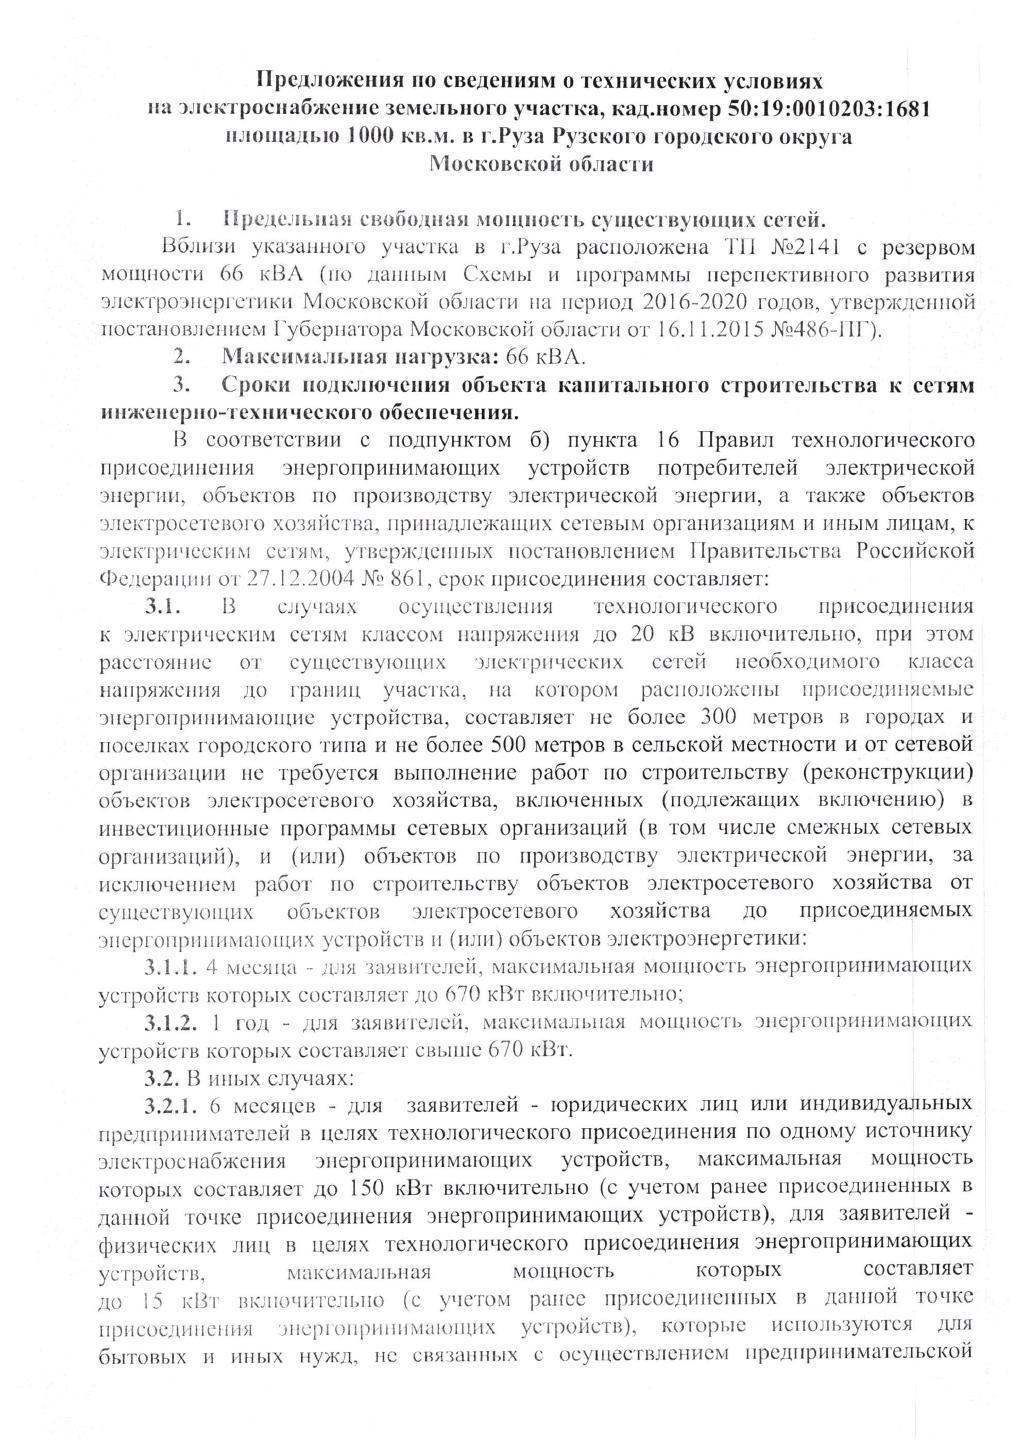 Предложения по сведениям о технических условиях
на электроснабжение земельного участка, кад.номер 50:19:0010203:1681
площадью 1000 кв.м. в г.Руза Рузского городского округа
Московской области
1. Предельная свободная мощность существующих сетей.
Вблизи указанного участка в г.Руза расположена ТП №2141 с резервом
мощности 66 кВА (по данным Схемы и программы перспективного развития
электроэнергетики Московской области на период 2016-2020 годов, утвержденной
постановлением Губернатора Московской области от 16.11.2015 №486-ПГ).
2. Максимальная нагрузка: 66 кВА.
3. Сроки подключения объекта капитального строительства к сетям
инженерно-технического обеспечения.
В соответствии с подпунктом б) пункта 16 Правил технологического
присоединения энергопринимающих устройств потребителей электрической
энергии, объектов по производству электрической энергии, а также объектов
электросетевого хозяйства, принадлежащих сетевым организациям и иным лицам, к
электрическим сетям, утвержденных постановлением Правительства Российской
Федерации от 27.12.2004 № 861, срок присоединения составляет:
3.1. В случаях осуществления технологического присоединения
к электрическим сетям классом напряжения до 20 кВ включительно, при этом
расстояние от существующих электрических сетей необходимого класса
напряжения до границ участка, на котором расположены присоединяемые
энергопринимающие устройства, составляет не более 300 метров в городах и
поселках городского типа и не более 500 метров в сельской местности и от сетевой
организации не требуется выполнение работ по строительству (реконструкции)
объектов электросетевого хозяйства, включенных (подлежащих включению) в
инвестиционные программы сетевых организаций (в том числе смежных сетевых
организаций), и (или) объектов по производству электрической энергии, за
исключением работ по строительству объектов электросетевого хозяйства от
существующих объектов электросетевого хозяйства до присоединяемых
энергопринимающих устройств и (или) объектов электроэнергетики:
3.1.1. 4 месяца - для заявителей, максимальная мощность энергопринимающих
устройств которых составляет до 670 кВт включительно;
3.1.2. 1 год - для заявителей, максимальная мощность энергопринимающих
устройств которых составляет свыше 670 кВт.
3.2. В иных случаях:
3.2.1. 6 месяцев - для заявителей - юридических лиц или индивидуальных
предпринимателей в целях технологического присоединения по одному источнику
электроснабжения энергопринимающих устройств, максимальная мощность
которых составляет до 150 кВт включительно (с учетом ранее присоединенных в
данной точке присоединения энергопринимающих устройств), для заявителей -
физических лиц в целях технологического присоединения энергопринимающих
устройств, максимальная мощность которых составляет
до 15 кВт включительно (с учетом ранее присоединенных в данной точке
присоединения энергопринимающих устройств), которые используются для
бытовых и иных нужд, не связанных с осуществлением предпринимательской